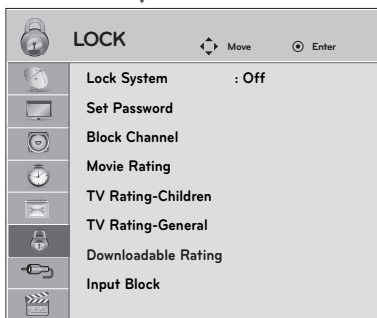 LOCK Move Enter
Lock System : Off
Set Password
Block Channel
Movie Rating
TV Rating-Children
TV Rating-General
Downloadable Rating
Input Block